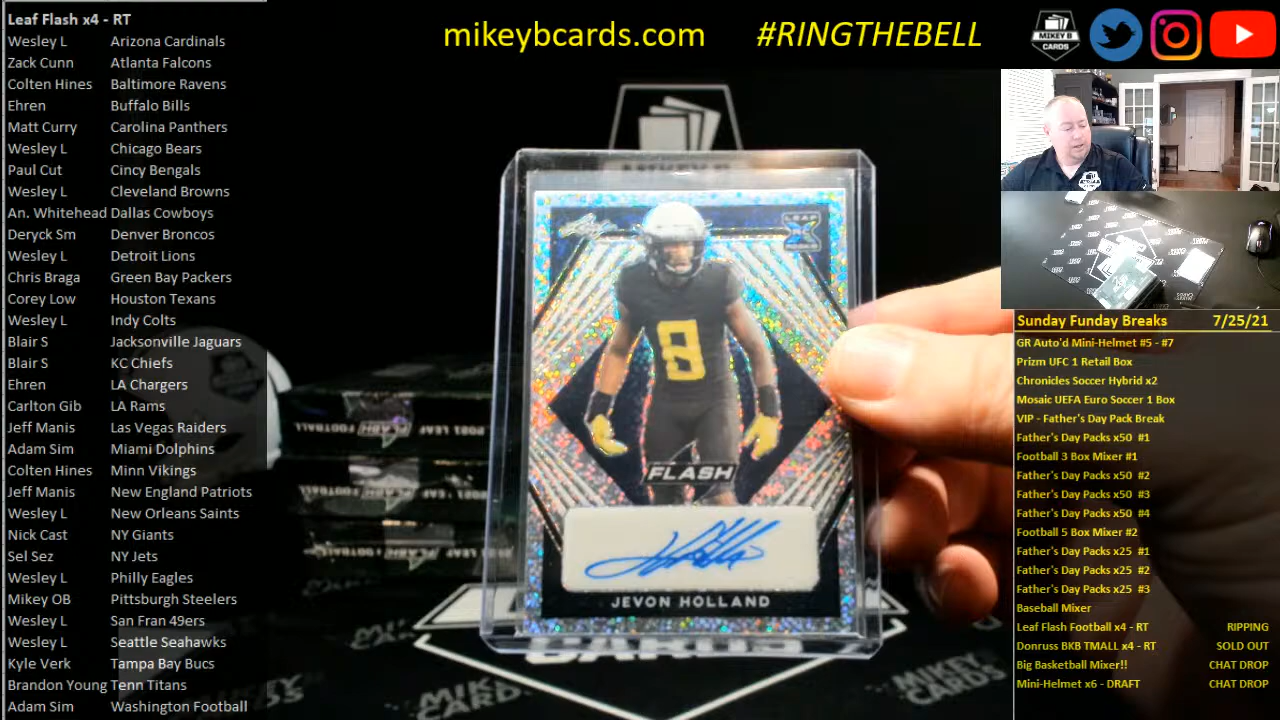 Leaf Flash x4 - RT
Wesley L Arizona Cardinals
Zack Cunn Atlanta Falcons
Colten Hines Baltimore Ravens
Ehren Buffalo Bills
Matt Curry Carolina Panthers
Wesley L Chicago Bears
Paul Cut Cincy Bengals
Wesley L Cleveland Browns
An. Whitehead Dallas Cowboys
Deryck Sm Denver Broncos
Wesley L Detroit Lions
Chris Braga Green Bay Packers
Corey Low Houston Texans
Wesley L Indy Colts
Blair S Jacksonville Jaguars
Blair S KC Chiefs
Ehren LA Chargers
Carlton Gib LA Rams
Jeff Manis Las Vegas Raiders
Adam Sim Miami Dolphins
Colten Hines Minn Vikings
Jeff Manis New England Patriots
Wesley L New Orleans Saints
Nick Cast NY Giants
Sel Sez NY Jets
Wesley L Philly Eagles
Mikey OB Pittsburgh Steelers
Wesley L San Fran 49ers
Wesley L Seattle Seahawks
Kyle Verk Tampa Bay Bucs
Brandon Young Tenn Titans
Adam Sim Washington Football
mikeybcards.com #RINGTHEBELL
MIKEY B
CARDS
Leaf
LEAF
ROOKIE
8
FLASH
JEVON HOLLAND
CARDS
Sunday Funday Breaks 7/25/21
GR Auto'd Mini-Helmet #5 - #7
Prizm UFC 1 Retail Box
Chronicles Soccer Hybrid x2
Mosaic UEFA Euro Soccer 1 Box
VIP - Father's Day Pack Break
Father's Day Packs x50 #1
Football 3 Box Mixer #1
Father's Day Packs x50 #2
Father's Day Packs x50 #3
Father's Day Packs x50 #4
Football 5 Box Mixer #2
Father's Day Packs x25 #1
Father's Day Packs x25 #2
Father's Day Packs x25 #3
Baseball Mixer
Leaf Flash Football x4 - RT RIPPING
Donruss BKB TMALL x4 - RT SOLD OUT
Big Basketball Mixer!! CHAT DROP
Mini-Helmet x6 - DRAFT CHAT DROP